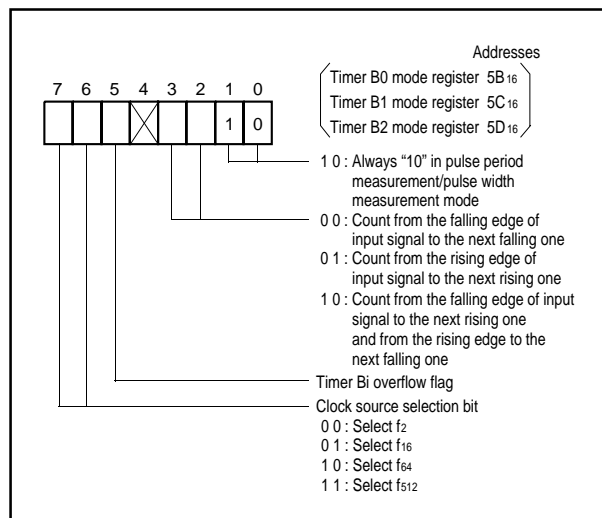 Addresses
Timer B0 mode register 5B16
Timer B1 mode register 5C16
Timer B2 mode register 5D16
7 6 5 4 3 2 1 0
1 0
1 0 : Always “10” in pulse period
measurement/pulse width
measurement mode
0 0 : Count from the falling edge of
input signal to the next falling one
0 1 : Count from the rising edge of
input signal to the next rising one
1 0 : Count from the falling edge of input
signal to the next rising one
and from the rising edge to the
next falling one
Timer Bi overflow flag
Clock source selection bit
0 0 : Select f2
0 1 : Select f16
1 0 : Select f64
1 1 : Select f512